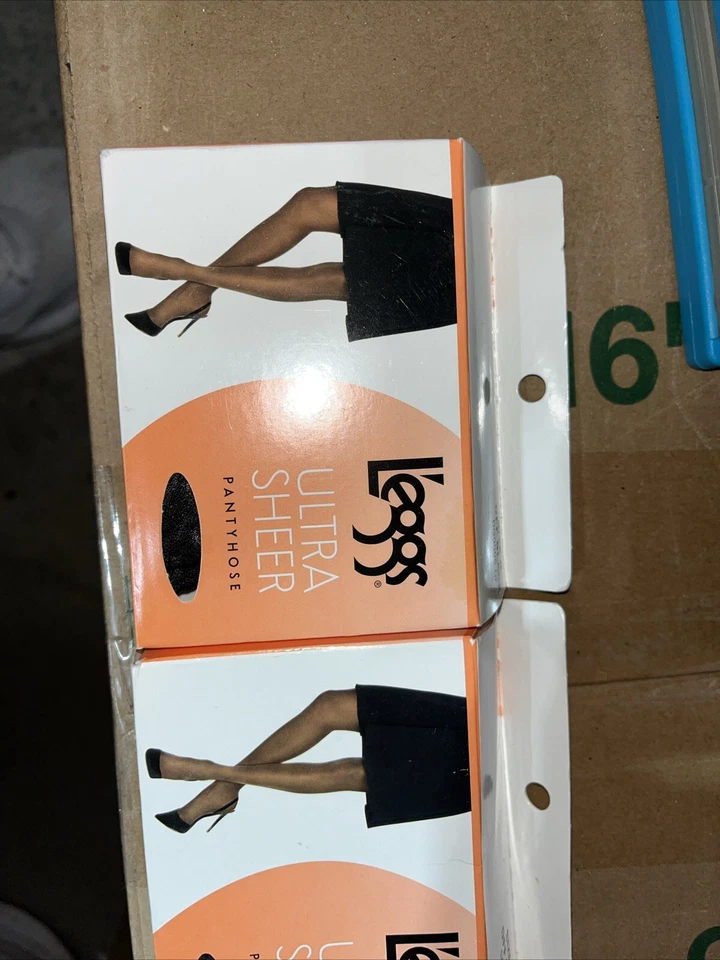 L'eggs®
ULTRA
SHEER
PANTYHOSE
16"
L'e
U
S
P